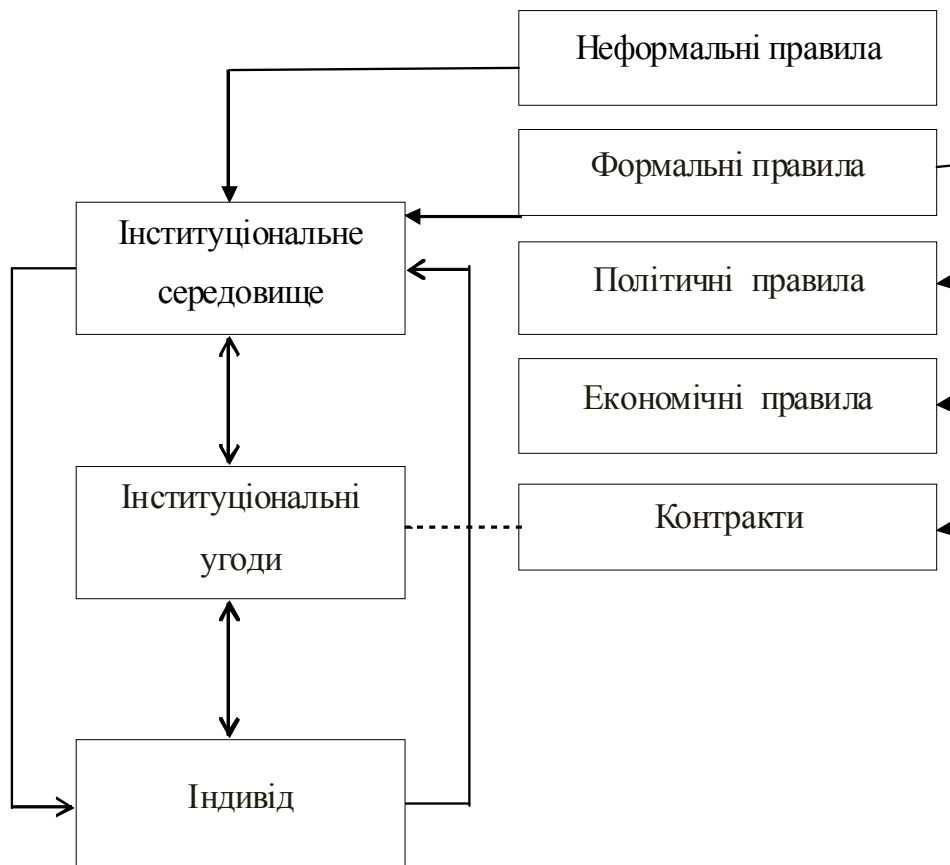 Неформальні правила
Формальні правила
Інституціональне
середовище
Політичні правила
Економічні правила
Інституціональні
угоди
Контракти
Індивід